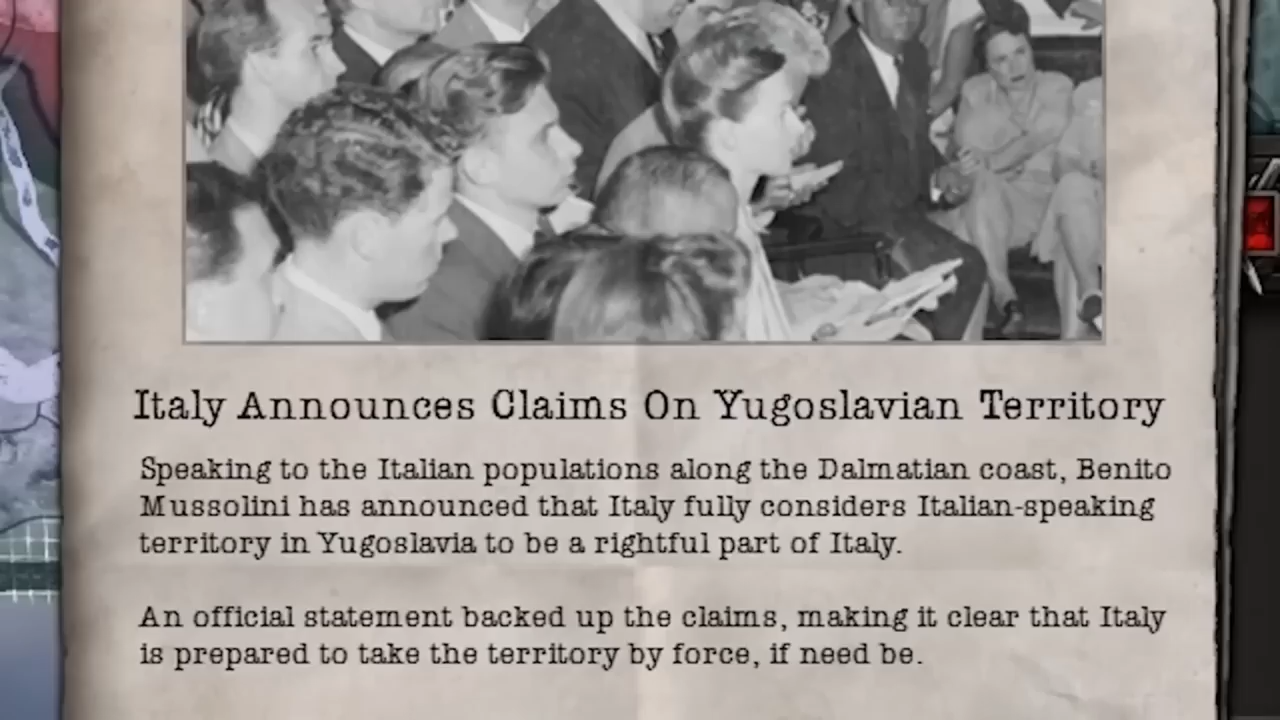 Italy Announces Claims On Yugoslavian Territory
Speaking to the Italian populations along the Dalmatian coast, Benito
Mussolini has announced that Italy fully considers Italian-speaking
territory in Yugoslavia to be a rightful part of Italy.
An official statement backed up the claims, making it clear that Italy
is prepared to take the territory by force, if need be.